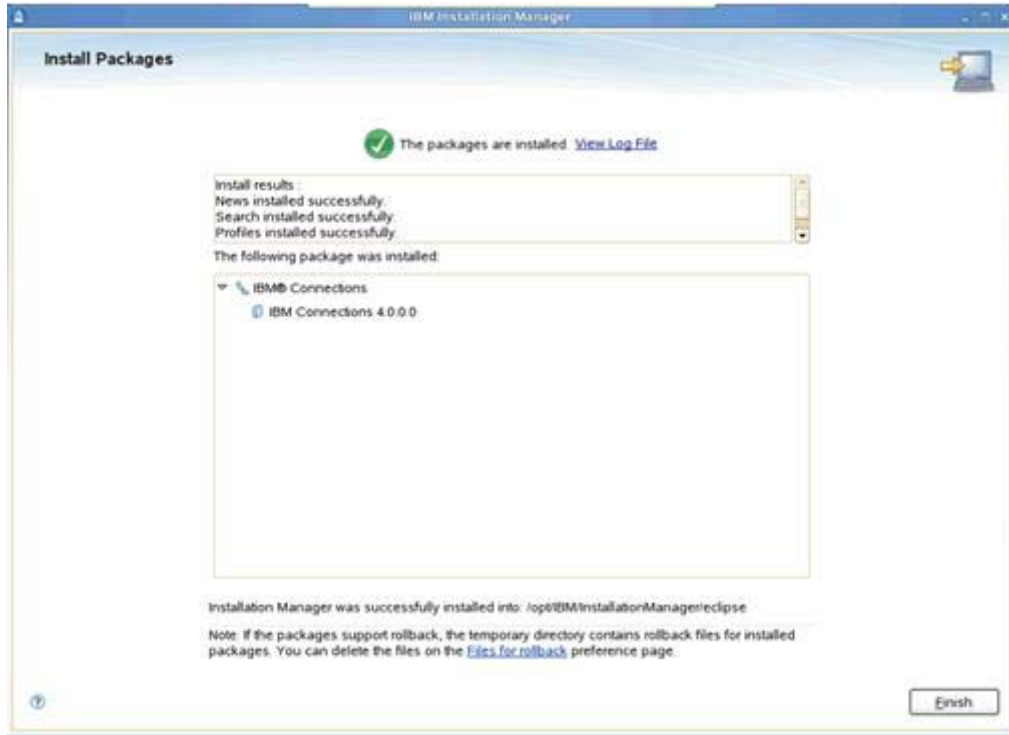 IBM Installation Manager
Install Packages
The packages are installed. View Log File
Install results :
News installed successfully.
Search installed successfully.
Profiles installed successfully.
The following package was installed:
IBM® Connections
IBM Connections 4.0.0.0
Installation Manager was successfully installed into: /opt/IBM/InstallationManager/eclipse
Note: If the packages support rollback, the temporary directory contains rollback files for installed
packages. You can delete the files on the Files for rollback preference page.
?
Finish